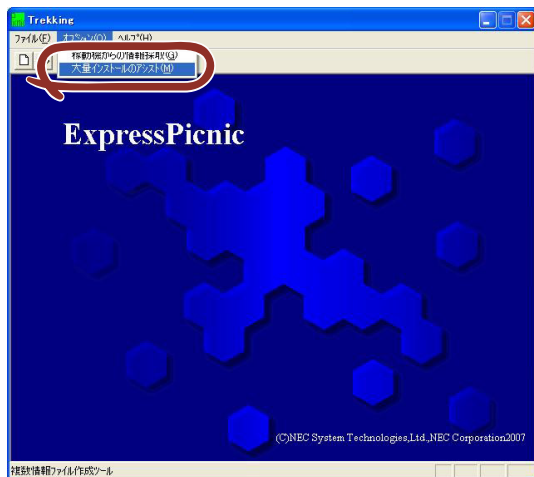 Trekking
ファイル(F) オプション(O) ヘルプ(H)
稼動機からの情報採取(G)
大量インストールのアシスト(M)
ExpressPicnic
(C)NEC System Technologies,Ltd.,NEC Corporation2007
複数情報ファイル作成ツール